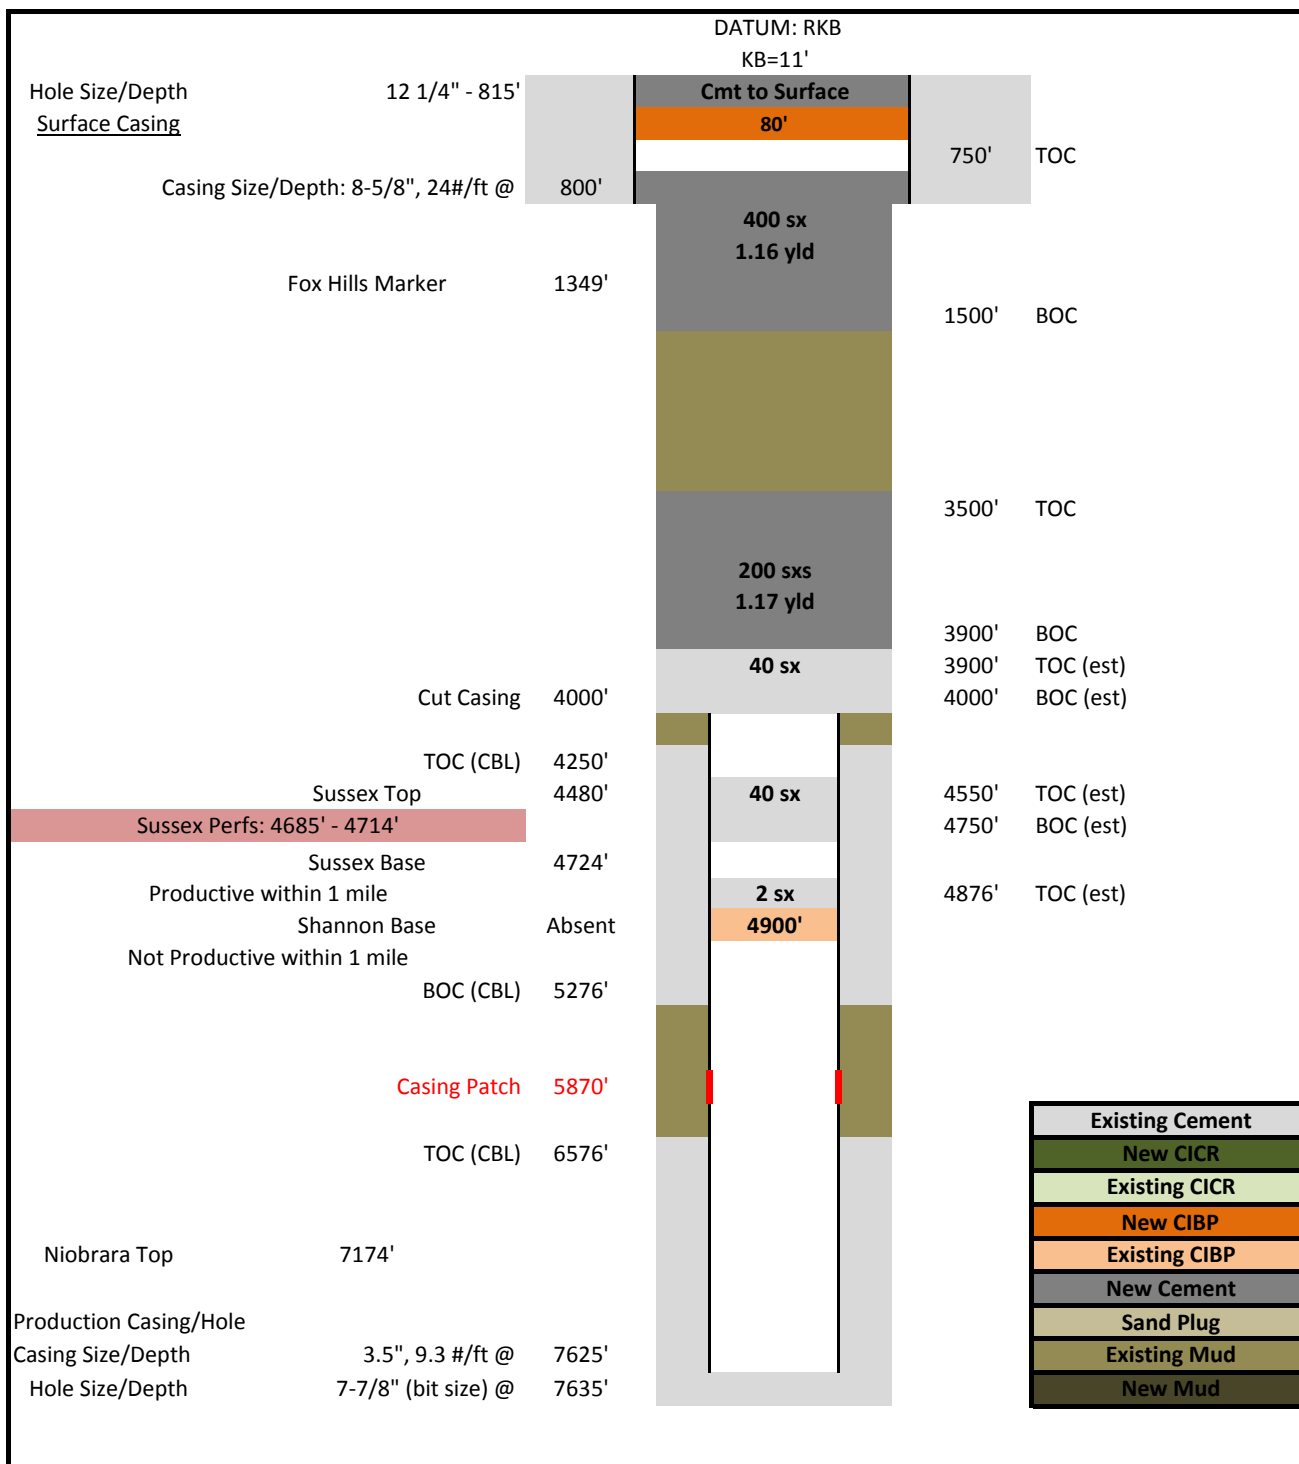 DATUM: RKB
KB=11'
Hole Size/Depth 12 1/4" - 815' Cmt to Surface
Surface Casing 80'
750' TOC
Casing Size/Depth: 8-5/8", 24#/ft @ 800'
400 sx
1.16 yld
Fox Hills Marker 1349'
1500' BOC
3500' TOC
200 sxs
1.17 yld
3900' BOC
40 sx 3900' TOC (est)
Cut Casing 4000' 4000' BOC (est)
TOC (CBL) 4250'
Sussex Top 4480' 40 sx 4550' TOC (est)
Sussex Perfs: 4685' - 4714' 4750' BOC (est)
Sussex Base 4724'
Productive within 1 mile 2 sx 4876' TOC (est)
Shannon Base Absent 4900'
Not Productive within 1 mile
BOC (CBL) 5276'
Casing Patch 5870'
TOC (CBL) 6576'
Niobrara Top 7174'
Production Casing/Hole
Casing Size/Depth 3.5", 9.3 #/ft @ 7625'
Hole Size/Depth 7-7/8" (bit size) @ 7635'
Existing Cement
New CICR
Existing CICR
New CIBP
Existing CIBP
New Cement
Sand Plug
Existing Mud
New Mud